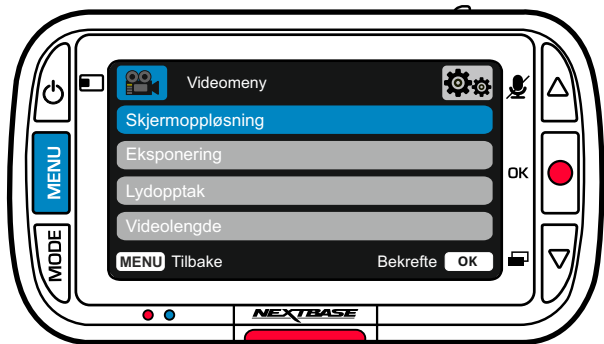 Videomeny
Skjermoppløsning
MENU
Eksponering
OK
Lydopptak
Videolengde
MODE
MENU Tilbake
Bekrefte OK
NEXTBASE